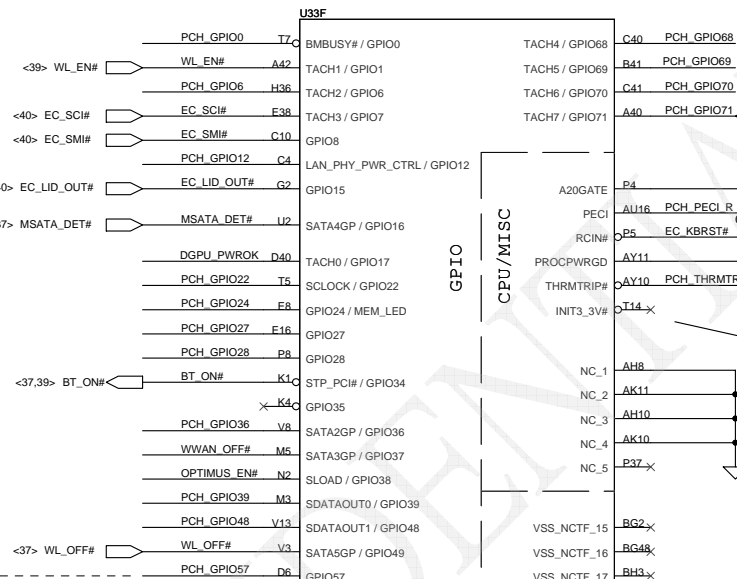 U33F
PCH_GPIO0 T7 BMBUSY# / GPIO0 TACH4 / GPIO68 C40 PCH_GPIO68
<39> WL_EN# WL_EN# A42 TACH1 / GPIO1 TACH5 / GPIO69 B41 PCH_GPIO69
PCH_GPIO6 H36 TACH2 / GPIO6 TACH6 / GPIO70 C41 PCH_GPIO70
<40> EC_SCI# EC_SCI# E38 TACH3 / GPIO7 TACH7 / GPIO71 A40 PCH_GPIO71
<40> EC_SMI# EC_SMI# C10 GPIO8
PCH_GPIO12 C4 LAN_PHY_PWR_CTRL / GPIO12
0> EC_LID_OUT# EC_LID_OUT# G2 GPIO15 A20GATE P4
7> MSATA_DET# MSATA_DET# U2 SATA4GP / GPIO16 PECI AU16 PCH_PECI_R
RCIN# P5 EC_KBRST#
DGPU_PWROK D40 TACH0 / GPIO17 PROCPWRGD AY11
PCH_GPIO22 T5 SCLOCK / GPIO22 THRMTRIP# AY10 PCH_THRMTR
PCH_GPIO24 E8 GPIO24 / MEM_LED INIT3_3V# T14
GPIO
CPU/MISC
PCH_GPIO27 E16 GPIO27
PCH_GPIO28 P8 GPIO28 NC_1 AH8
<37,39> BT_ON# BT_ON# K1 STP_PCI# / GPIO34 NC_2 AK11
K4 GPIO35 NC_3 AH10
PCH_GPIO36 V8 SATA2GP / GPIO36 NC_4 AK10
WWAN_OFF# M5 SATA3GP / GPIO37 NC_5 P37
OPTIMUS_EN# N2 SLOAD / GPIO38
PCH_GPIO39 M3 SDATAOUT0 / GPIO39
PCH_GPIO48 V13 SDATAOUT1 / GPIO48 VSS_NCTF_15 BG2
<37> WL_OFF# WL_OFF# V3 SATA5GP / GPIO49 VSS_NCTF_16 BG48
PCH_GPIO57 D6 GPIO57 VSS_NCTF_17 BH3